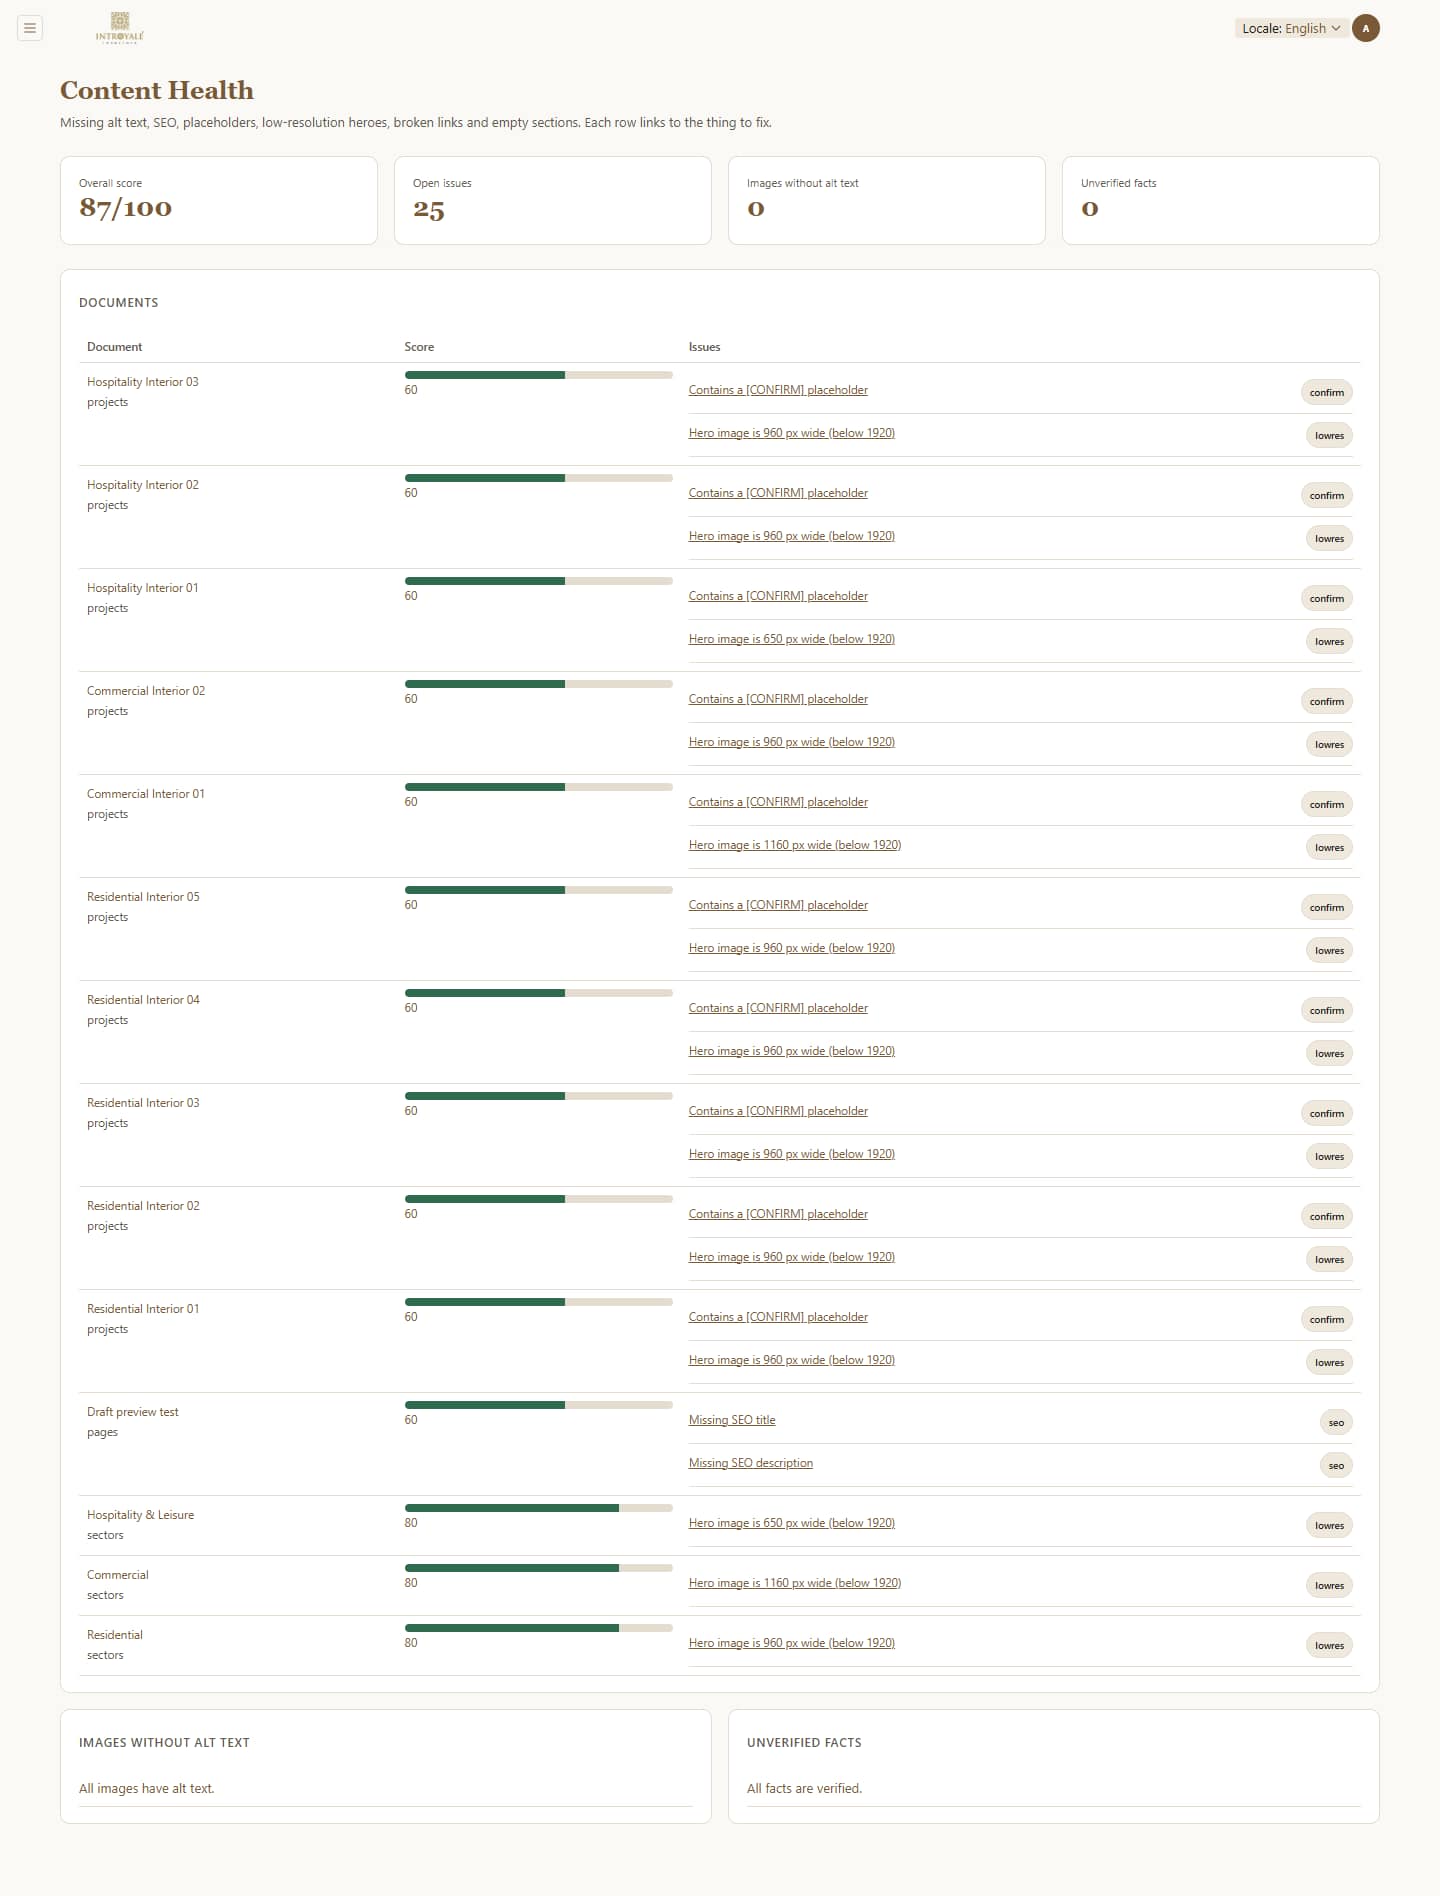 INTROYALE
Locale: English
A
Content Health
Missing alt text, SEO, placeholders, low-resolution heroes, broken links and empty sections. Each row links to the thing to fix.
Overall score
87/100
Open issues
25
Images without alt text
0
Unverified facts
0
DOCUMENTS
Document Score Issues
Hospitality Interior 03
projects
60
Contains a [CONFIRM] placeholder
confirm
Hero image is 960 px wide (below 1920)
lowres
Hospitality Interior 02
projects
60
Contains a [CONFIRM] placeholder
confirm
Hero image is 960 px wide (below 1920)
lowres
Hospitality Interior 01
projects
60
Contains a [CONFIRM] placeholder
confirm
Hero image is 650 px wide (below 1920)
lowres
Commercial Interior 02
projects
60
Contains a [CONFIRM] placeholder
confirm
Hero image is 960 px wide (below 1920)
lowres
Commercial Interior 01
projects
60
Contains a [CONFIRM] placeholder
confirm
Hero image is 1160 px wide (below 1920)
lowres
Residential Interior 05
projects
60
Contains a [CONFIRM] placeholder
confirm
Hero image is 960 px wide (below 1920)
lowres
Residential Interior 04
projects
60
Contains a [CONFIRM] placeholder
confirm
Hero image is 960 px wide (below 1920)
lowres
Residential Interior 03
projects
60
Contains a [CONFIRM] placeholder
confirm
Hero image is 960 px wide (below 1920)
lowres
Residential Interior 02
projects
60
Contains a [CONFIRM] placeholder
confirm
Hero image is 960 px wide (below 1920)
lowres
Residential Interior 01
projects
60
Contains a [CONFIRM] placeholder
confirm
Hero image is 960 px wide (below 1920)
lowres
Draft preview test
pages
60
Missing SEO title
seo
Missing SEO description
seo
Hospitality & Leisure
sectors
80
Hero image is 650 px wide (below 1920)
lowres
Commercial
sectors
80
Hero image is 1160 px wide (below 1920)
lowres
Residential
sectors
80
Hero image is 960 px wide (below 1920)
lowres
IMAGES WITHOUT ALT TEXT
All images have alt text.
UNVERIFIED FACTS
All facts are verified.